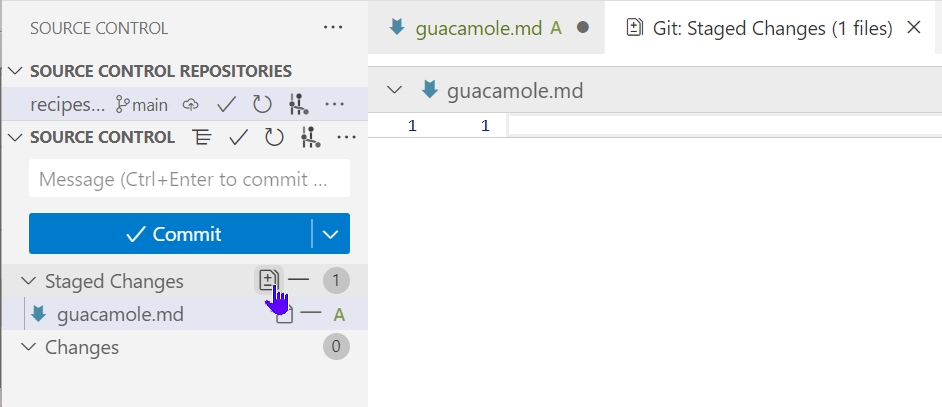 SOURCE CONTROL
SOURCE CONTROL REPOSITORIES
recipes... main
SOURCE CONTROL
Message (Ctrl+Enter to commit ...
Commit
Staged Changes 1
guacamole.md A
Changes 0
guacamole.md A
Git: Staged Changes (1 files)
guacamole.md
1 1